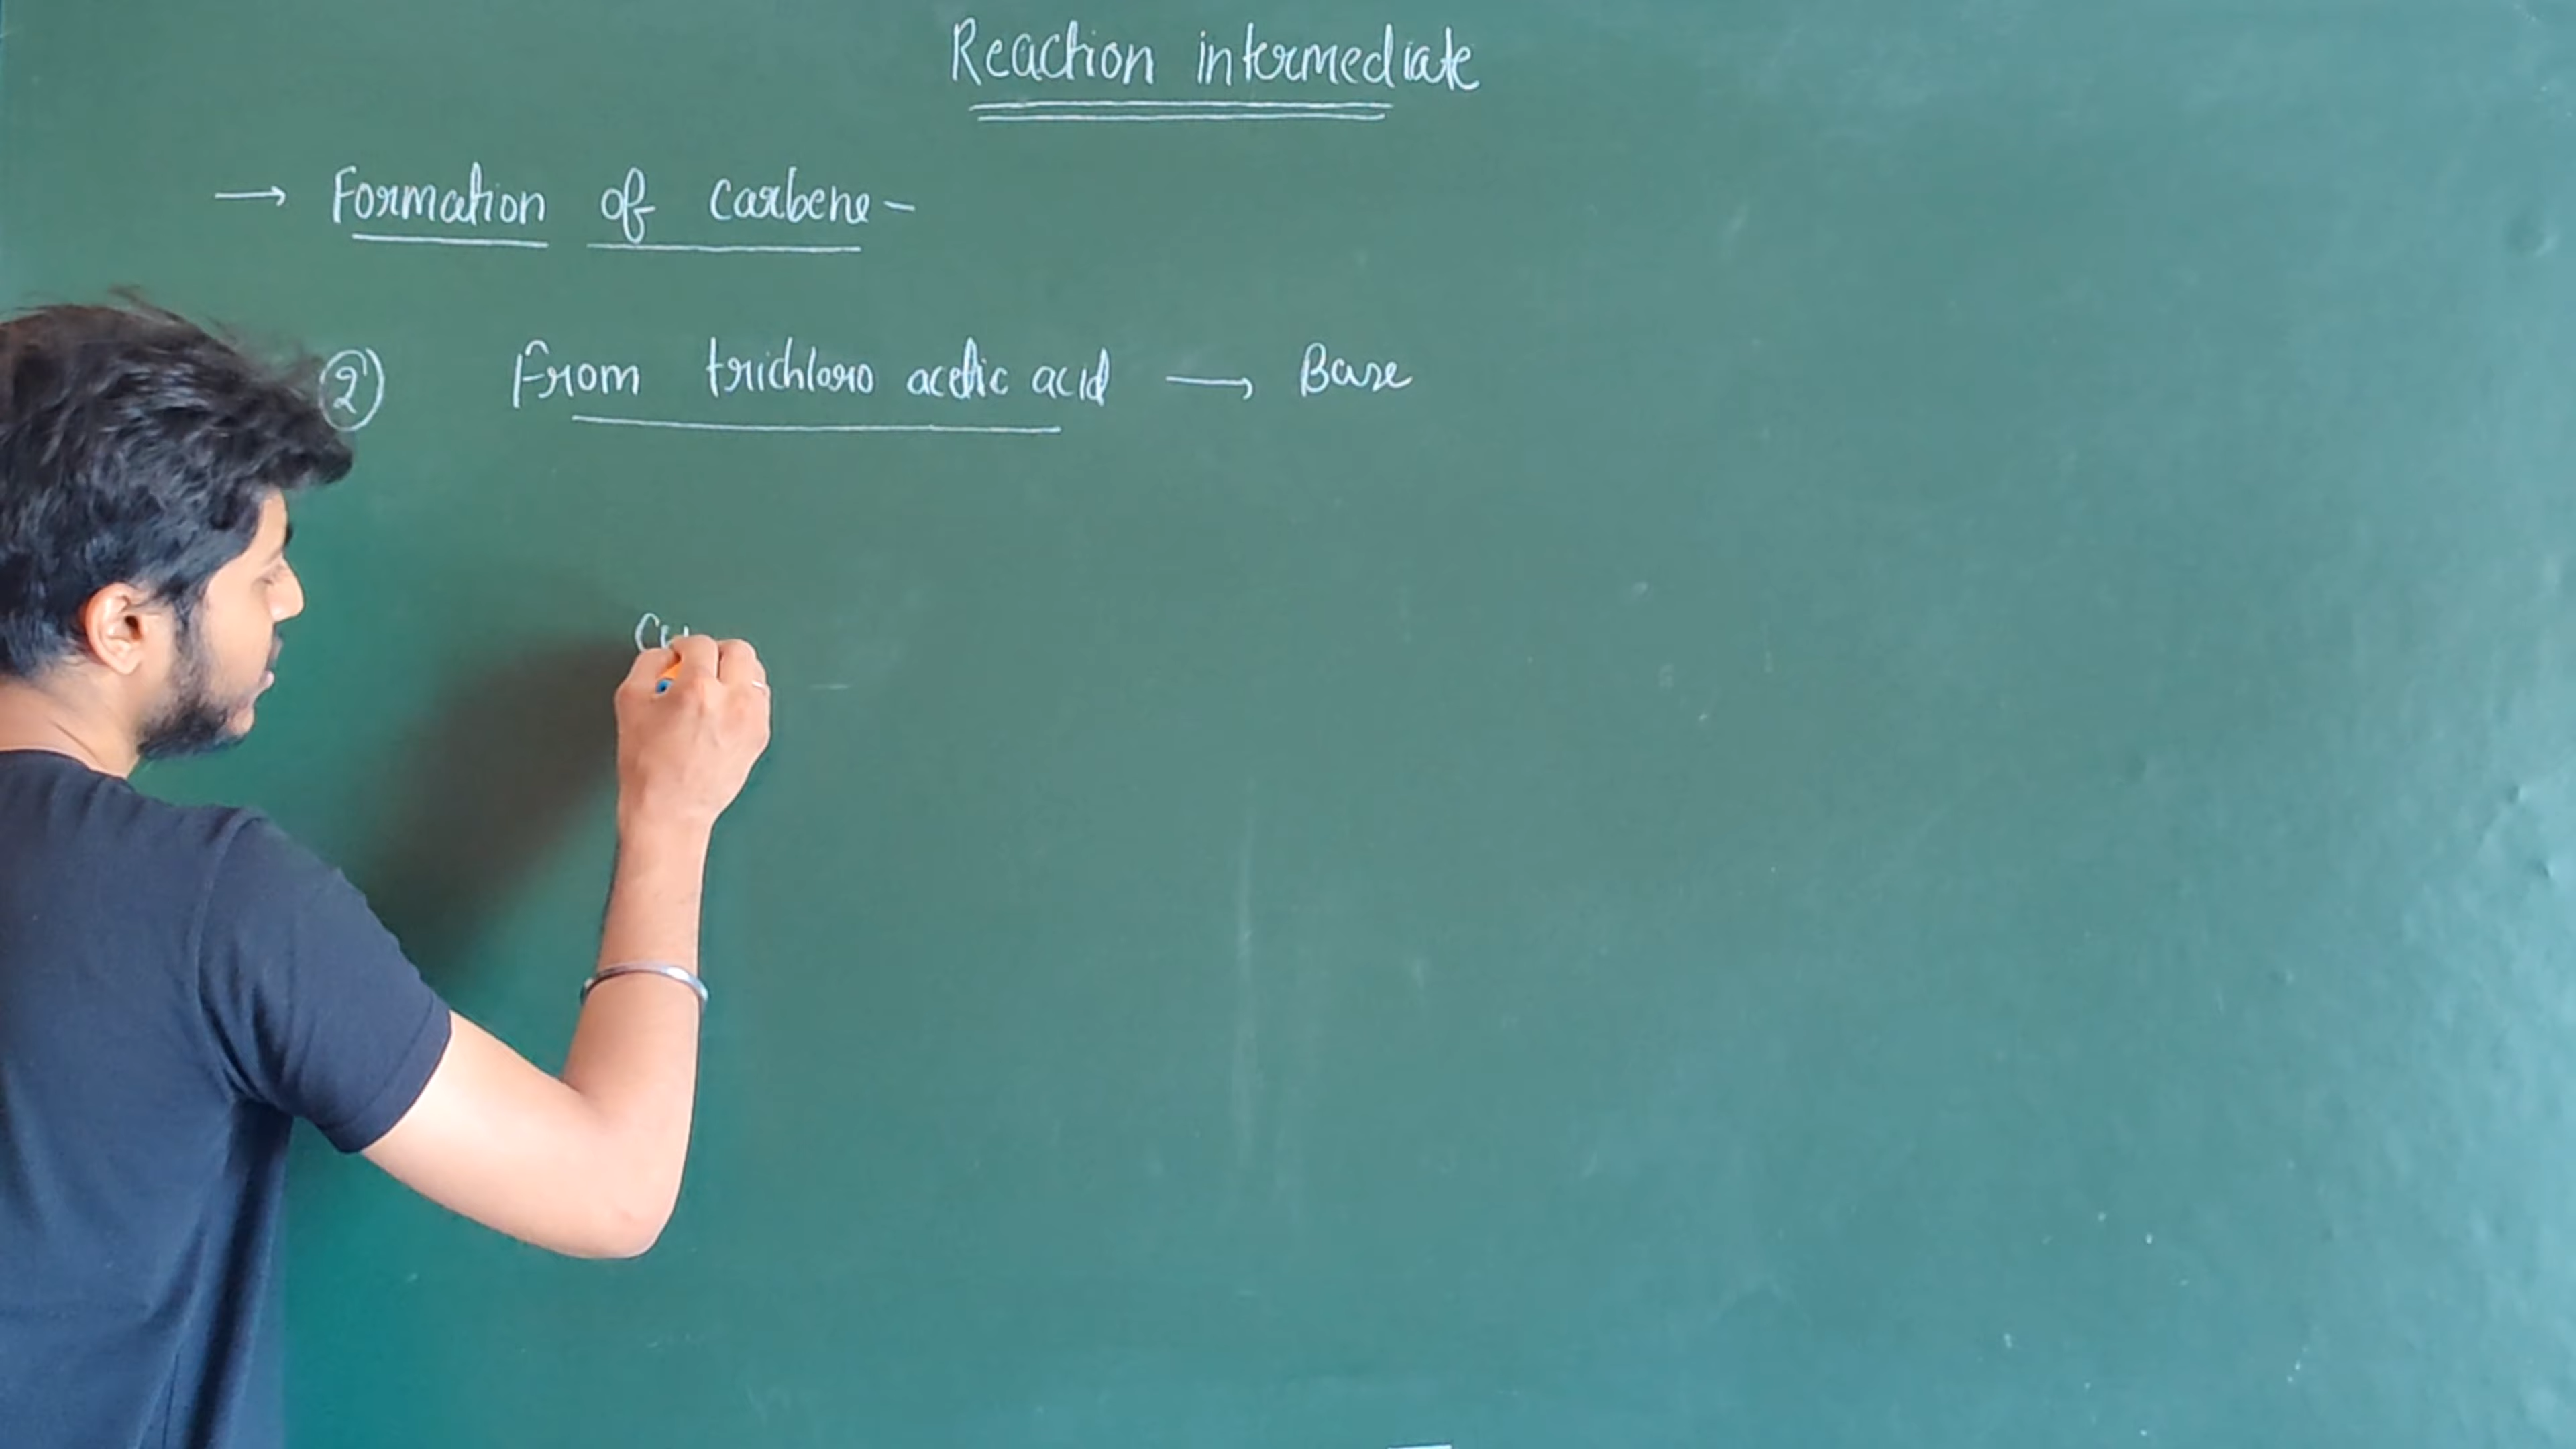 Reaction intermediate
→ Formation of carbene -
② From trichloro acetic acid → Base